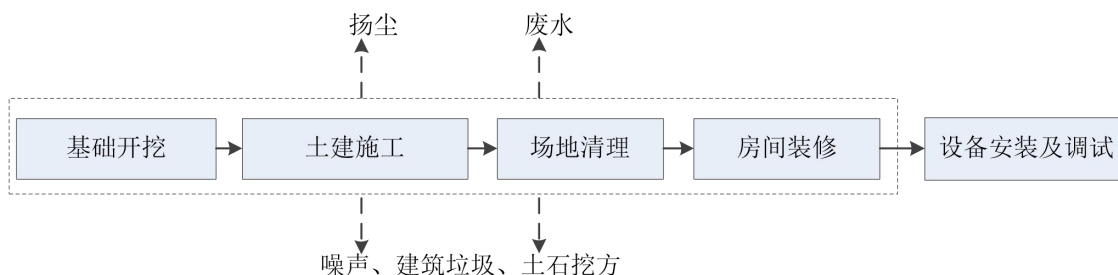 扬尘
废水
基础开挖
土建施工
场地清理
房间装修
设备安装及调试
噪声、建筑垃圾、土石挖方